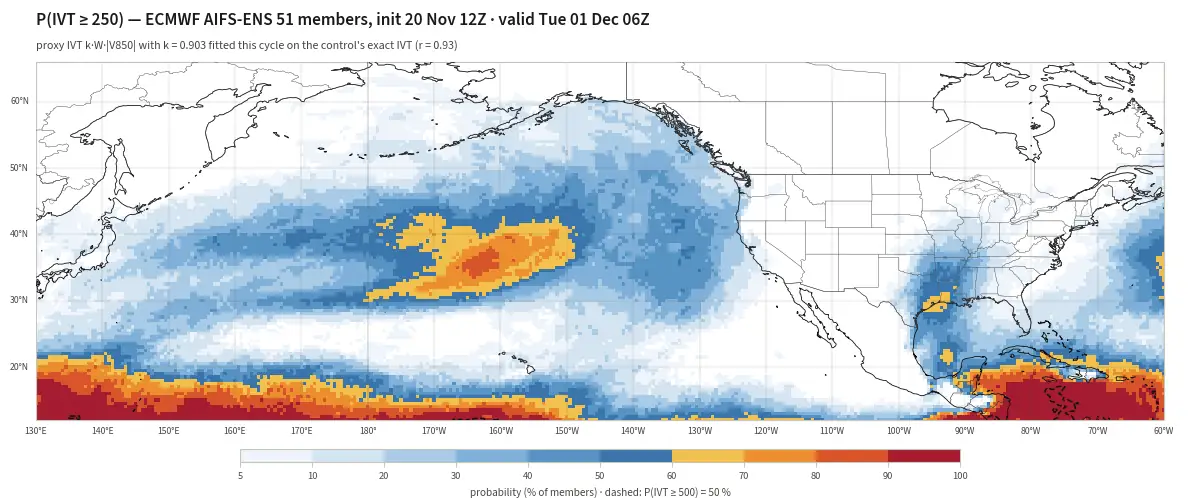 P(IVT ≥ 250) — ECMWF AIFS-ENS 51 members, init 20 Nov 12Z · valid Tue 01 Dec 06Z
proxy IVT k·W·|V850| with k = 0.903 fitted this cycle on the control's exact IVT (r = 0.93)
60°N
50°N
40°N
30°N
20°N
130°E 140°E 150°E 160°E 170°E 180° 170°W 160°W 150°W 140°W 130°W 120°W 110°W 100°W 90°W 80°W 70°W 60°W
5 10 20 30 40 50 60 70 80 90 100
probability (% of members) · dashed: P(IVT ≥ 500) = 50 %